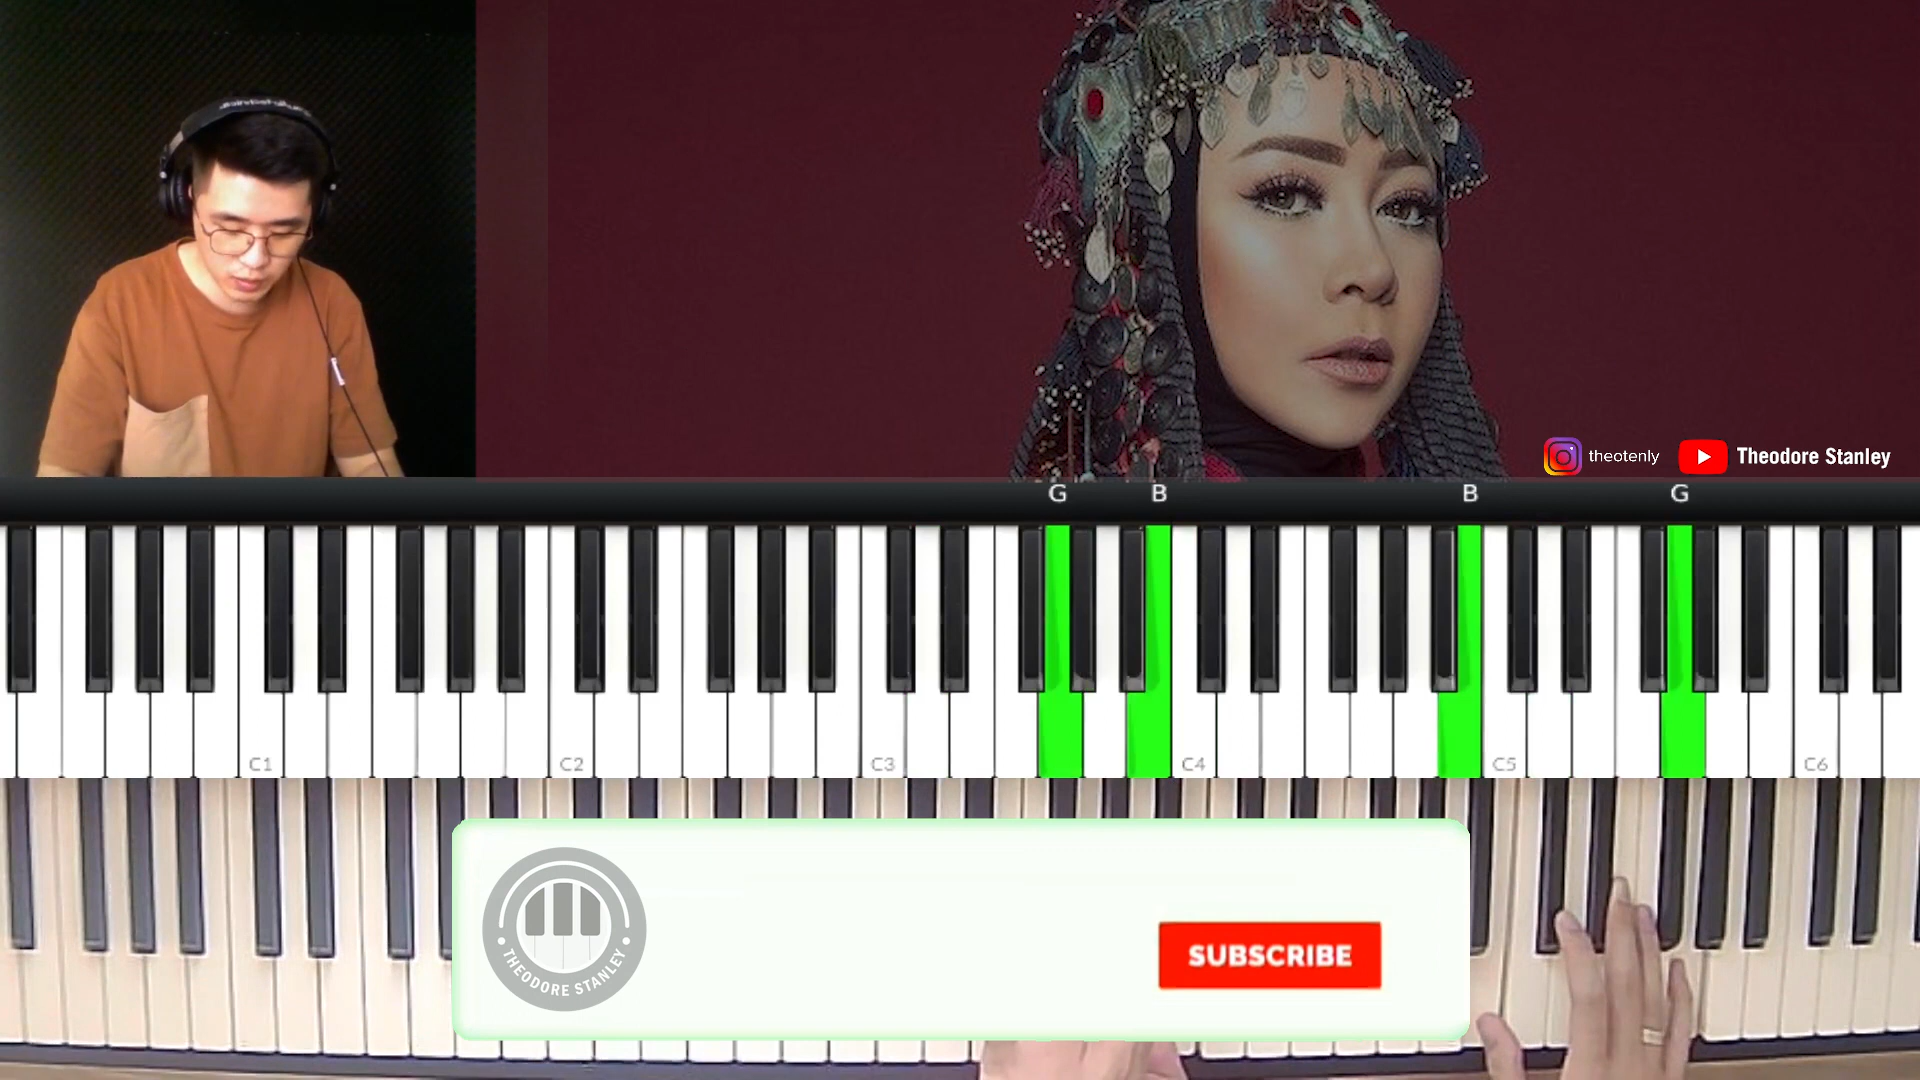 theotenly
Theodore Stanley
G B B G
C1 C2 C3 C4 C5 C6
THEODORE STANLEY
SUBSCRIBE